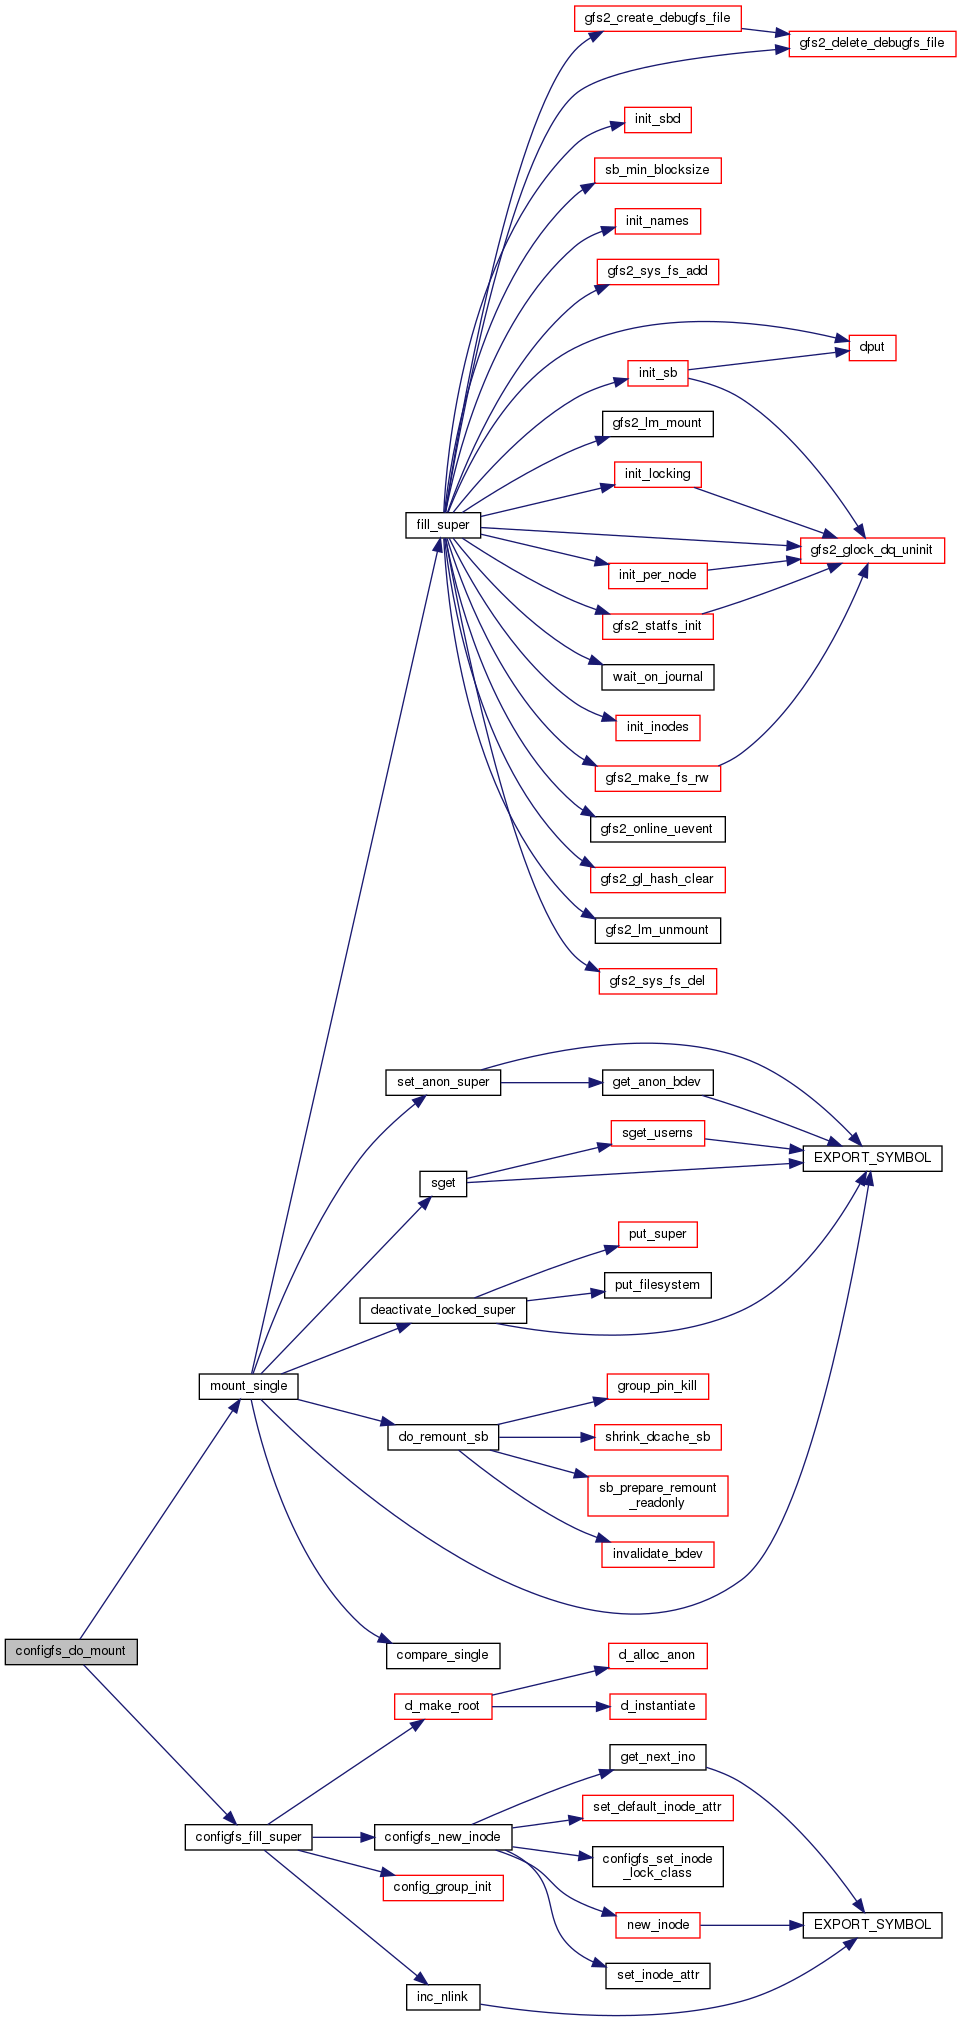 gfs2_create_debugfs_file
gfs2_delete_debugfs_file
init_sbd
sb_min_blocksize
init_names
gfs2_sys_fs_add
dput
init_sb
gfs2_lm_mount
init_locking
fill_super
gfs2_glock_dq_uninit
init_per_node
gfs2_statfs_init
wait_on_journal
init_inodes
gfs2_make_fs_rw
gfs2_online_uevent
gfs2_gl_hash_clear
gfs2_lm_unmount
gfs2_sys_fs_del
set_anon_super
get_anon_bdev
sget_userns
EXPORT_SYMBOL
sget
put_super
put_filesystem
deactivate_locked_super
mount_single
group_pin_kill
do_remount_sb
shrink_dcache_sb
sb_prepare_remount
_readonly
invalidate_bdev
configfs_do_mount
compare_single
d_alloc_anon
d_make_root
d_instantiate
get_next_ino
set_default_inode_attr
configfs_fill_super
configfs_new_inode
configfs_set_inode
_lock_class
config_group_init
new_inode
EXPORT_SYMBOL
set_inode_attr
inc_nlink